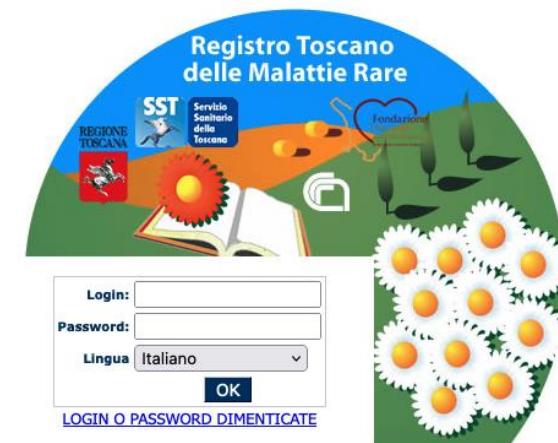 Registro Toscano
delle Malattie Rare
SST
Servizio
Sanitario
della
Toscana
REGIONE
TOSCANA
Fondazione
Login:
Password:
Lingua Italiano
OK
LOGIN O PASSWORD DIMENTICATE